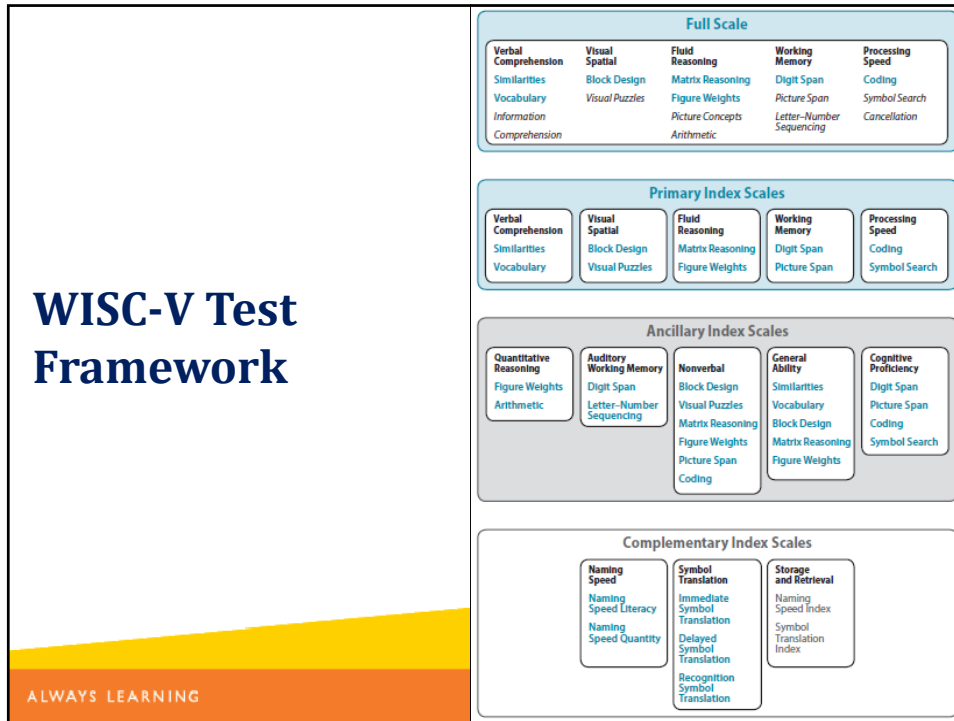 WISC-V Test
Framework
ALWAYS LEARNING
Full Scale
Verbal
Comprehension
Similarities
Vocabulary
Information
Comprehension
Visual
Spatial
Block Design
Visual Puzzles
Fluid
Reasoning
Matrix Reasoning
Figure Weights
Picture Concepts
Arithmetic
Working
Memory
Digit Span
Picture Span
Letter–Number
Sequencing
Processing
Speed
Coding
Symbol Search
Cancellation
Primary Index Scales
Verbal
Comprehension
Similarities
Vocabulary
Visual
Spatial
Block Design
Visual Puzzles
Fluid
Reasoning
Matrix Reasoning
Figure Weights
Working
Memory
Digit Span
Picture Span
Processing
Speed
Coding
Symbol Search
Ancillary Index Scales
Quantitative
Reasoning
Figure Weights
Arithmetic
Auditory
Working Memory
Digit Span
Letter–Number
Sequencing
Nonverbal
Block Design
Visual Puzzles
Matrix Reasoning
Figure Weights
Picture Span
Coding
General
Ability
Similarities
Vocabulary
Block Design
Matrix Reasoning
Figure Weights
Cognitive
Proficiency
Digit Span
Picture Span
Coding
Symbol Search
Complementary Index Scales
Naming
Speed
Naming
Speed Literacy
Naming
Speed Quantity
Symbol
Translation
Immediate
Symbol
Translation
Delayed
Symbol
Translation
Recognition
Symbol
Translation
Storage
and Retrieval
Naming
Speed Index
Symbol
Translation
Index